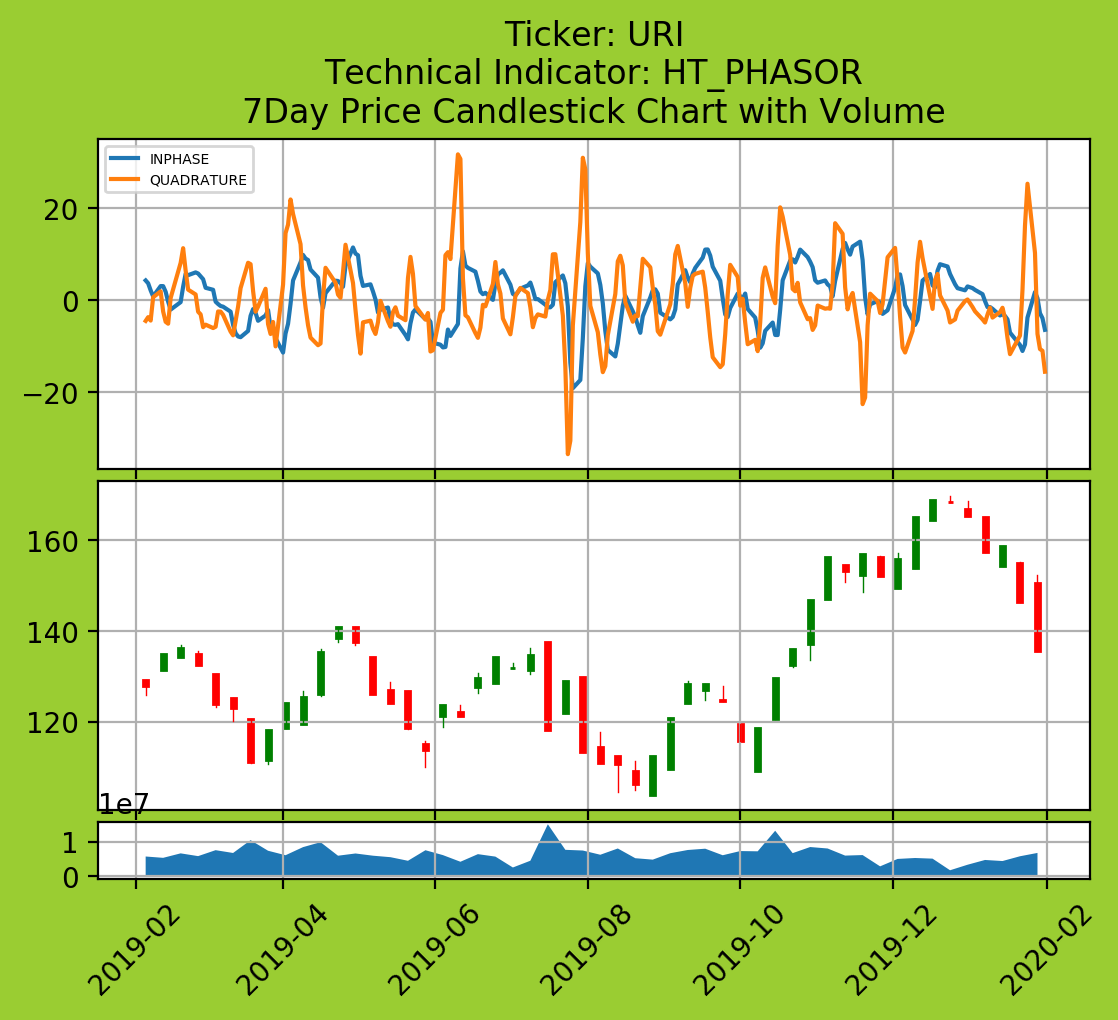 Ticker: URI
Technical Indicator: HT_PHASOR
7Day Price Candlestick Chart with Volume
INPHASE
QUADRATURE
20
0
−20
160
140
120
1e7
1
0
2019-02
2019-04
2019-06
2019-08
2019-10
2019-12
2020-02